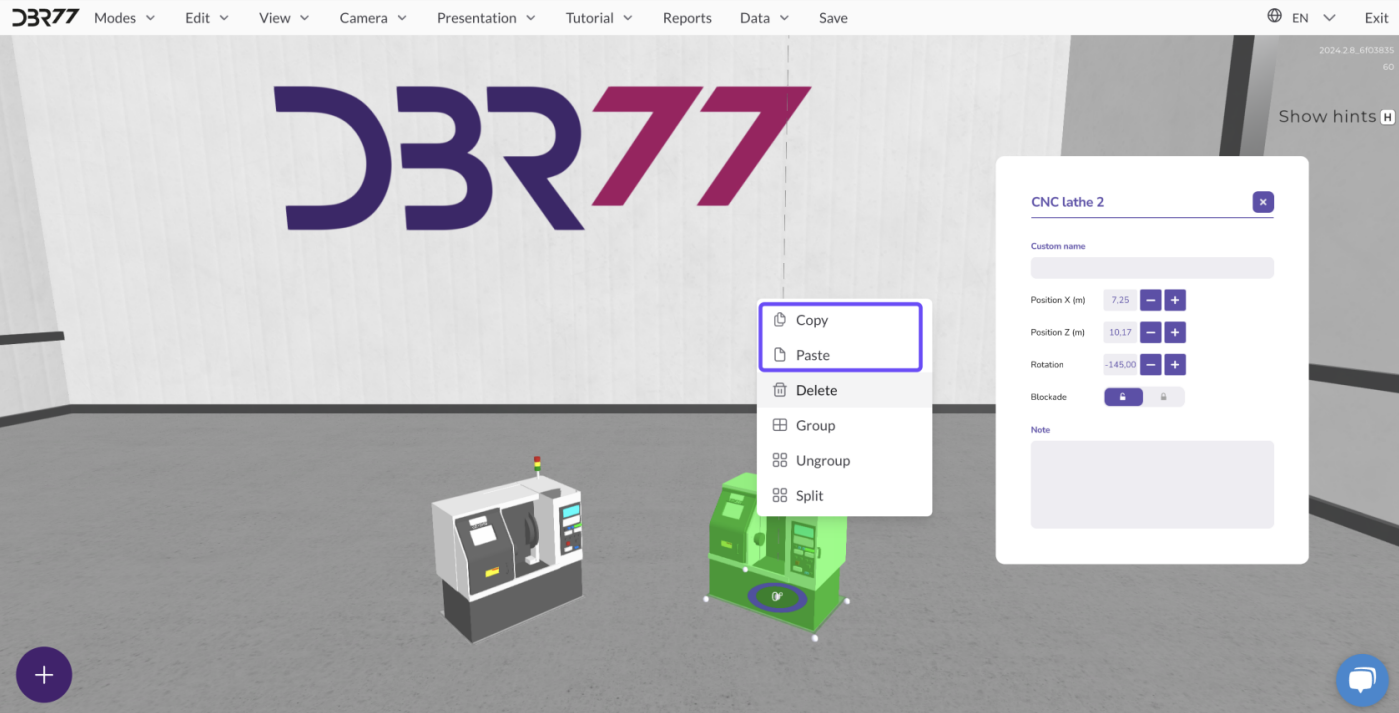 DBR77 Modes Edit View Camera Presentation Tutorial Reports Data Save EN Exit
2024.2.8_6f03835
60
Show hints H
DBR77
CNC lathe 2
Custom name
Position X (m) 7,25
Position Z (m) 10,17
Rotation -145,00
Blockade
Note
Copy
Paste
Delete
Group
Ungroup
Split